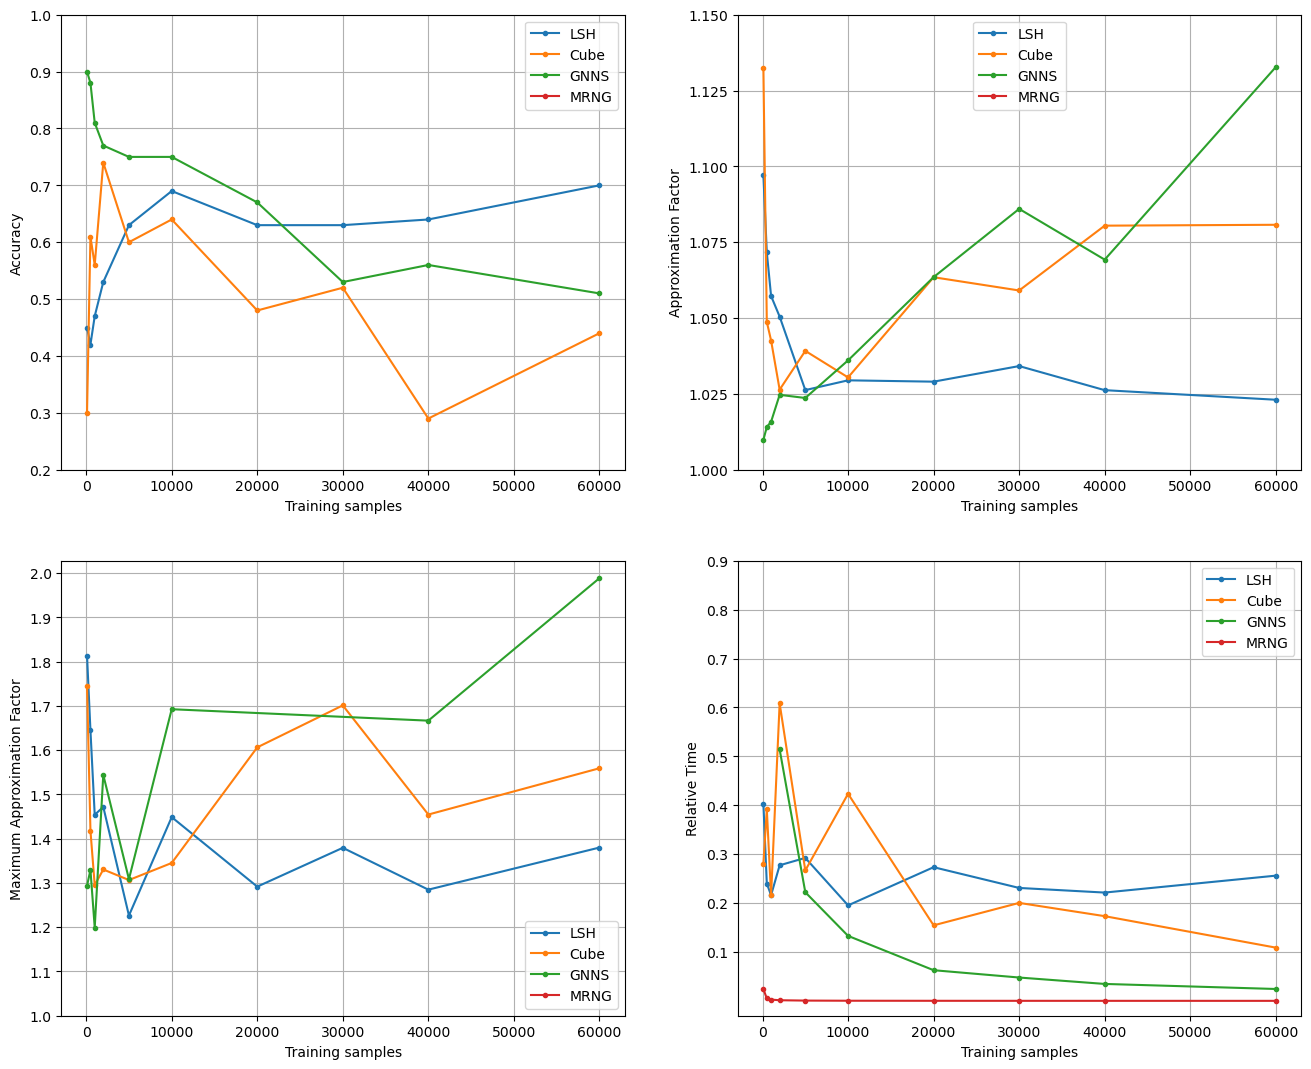 1.0
0.9
0.8
0.7
0.6
0.5
0.4
0.3
0.2
Accuracy
0 10000 20000 30000 40000 50000 60000
Training samples
LSH
Cube
GNNS
MRNG
1.150
1.125
1.100
1.075
1.050
1.025
1.000
Approximation Factor
0 10000 20000 30000 40000 50000 60000
Training samples
LSH
Cube
GNNS
MRNG
2.0
1.9
1.8
1.7
1.6
1.5
1.4
1.3
1.2
1.1
1.0
Maximum Approximation Factor
0 10000 20000 30000 40000 50000 60000
Training samples
LSH
Cube
GNNS
MRNG
0.9
0.8
0.7
0.6
0.5
0.4
0.3
0.2
0.1
Relative Time
0 10000 20000 30000 40000 50000 60000
Training samples
LSH
Cube
GNNS
MRNG